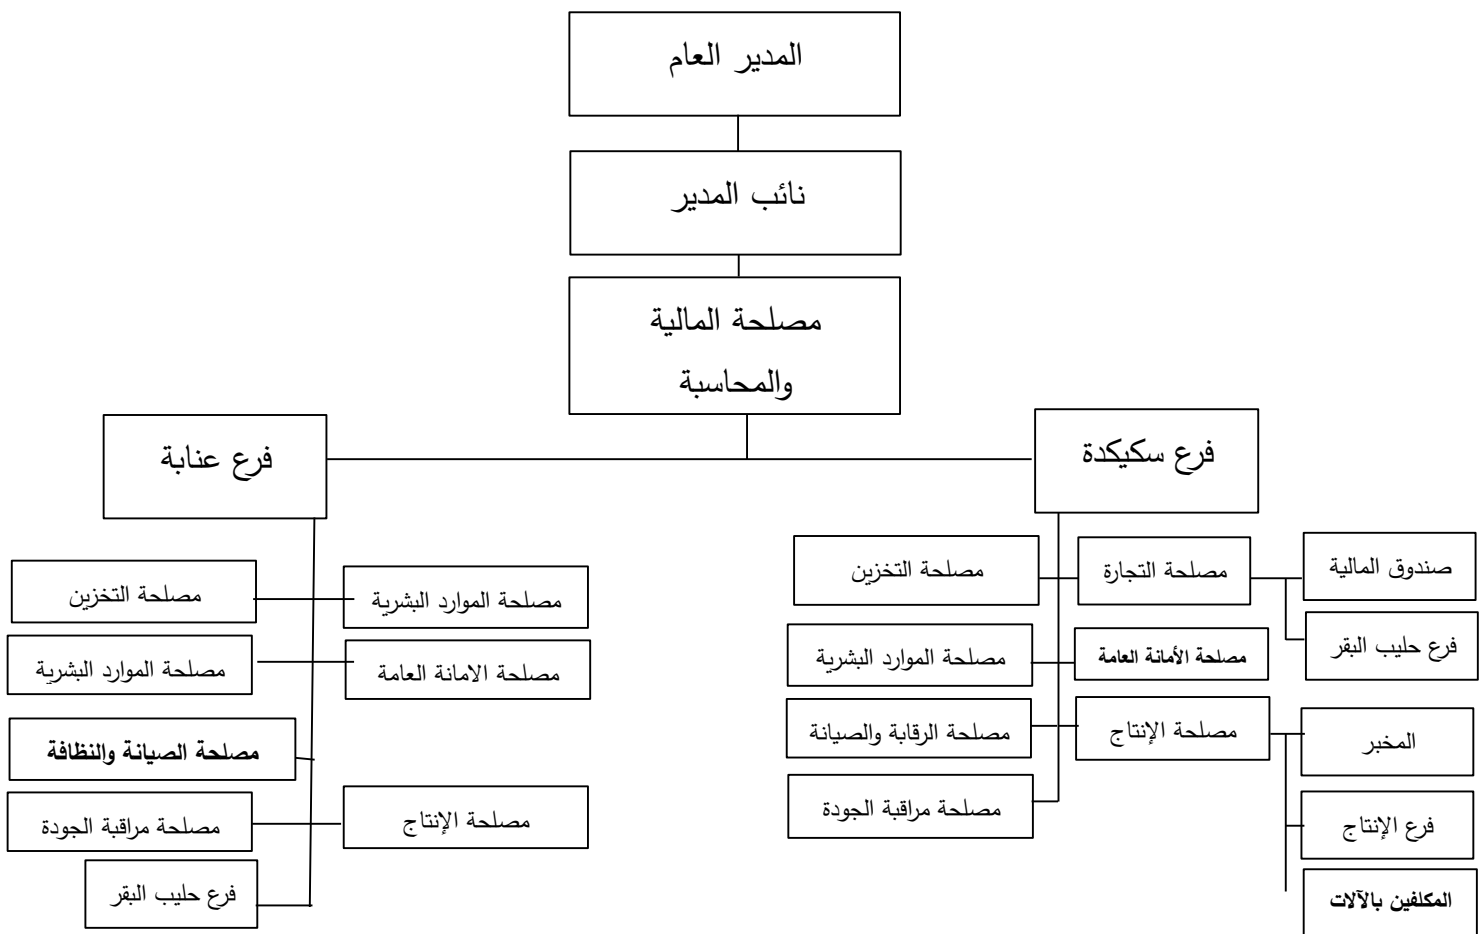 المدير العام
نائب المدير
مصلحة المالية
والمحاسبة
فرع سكيكدة
فرع عنابة
صندوق المالية
مصلحة التجارة
مصلحة التخزين
فرع حليب البقر
مصلحة الأمانة العامة
مصلحة الموارد البشرية
المخبر
مصلحة الإنتاج
مصلحة الرقابة والصيانة
فرع الإنتاج
مصلحة مراقبة الجودة
المكلفين بالآلات
مصلحة الموارد البشرية
مصلحة التخزين
مصلحة الامانة العامة
مصلحة الموارد البشرية
مصلحة الصيانة والنظافة
مصلحة الإنتاج
مصلحة مراقبة الجودة
فرع حليب البقر